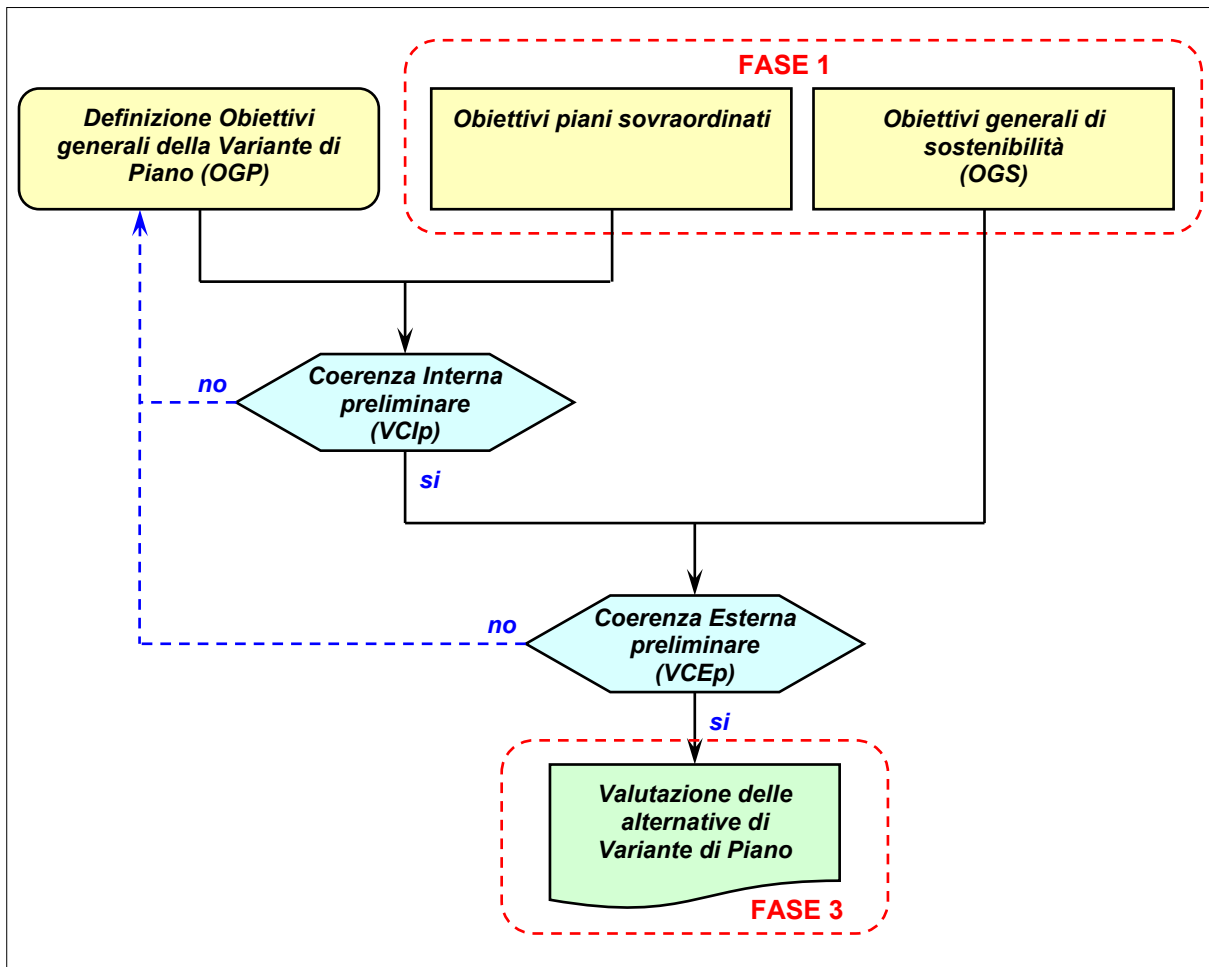 FASE 1
Definizione Obiettivi
generali della Variante di
Piano (OGP)
Obiettivi piani sovraordinati
Obiettivi generali di
sostenibilità
(OGS)
Coerenza Interna
preliminare
(VCIp)
no
si
Coerenza Esterna
preliminare
(VCEp)
no
si
Valutazione delle
alternative di
Variante di Piano
FASE 3